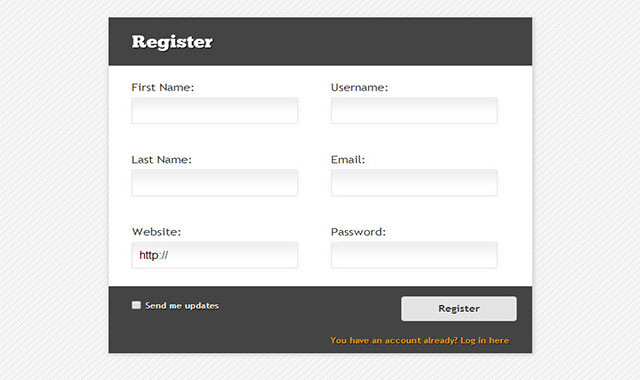 Register
First Name:
Username:
Last Name:
Email:
Website:
Password:
http://
Send me updates
Register
You have an account already? Log in here